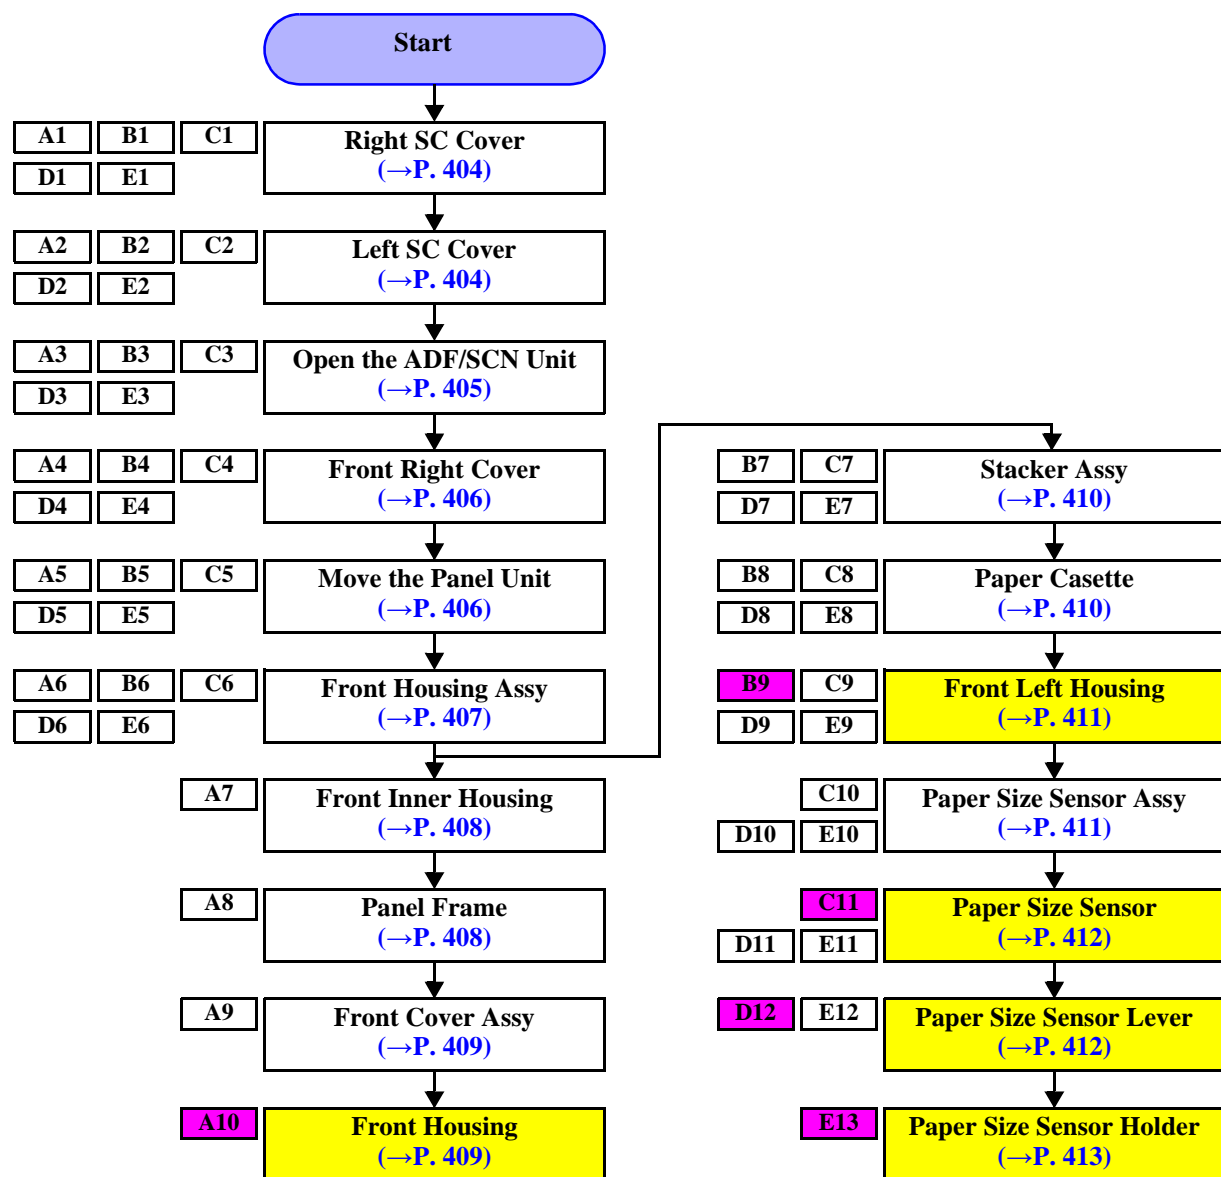 Start
A1 B1 C1 Right SC Cover
D1 E1 (→P. 404)
A2 B2 C2 Left SC Cover
D2 E2 (→P. 404)
A3 B3 C3 Open the ADF/SCN Unit
D3 E3 (→P. 405)
A4 B4 C4 Front Right Cover
D4 E4 (→P. 406)
A5 B5 C5 Move the Panel Unit
D5 E5 (→P. 406)
A6 B6 C6 Front Housing Assy
D6 E6 (→P. 407)
A7 Front Inner Housing
(→P. 408)
A8 Panel Frame
(→P. 408)
A9 Front Cover Assy
(→P. 409)
A10 Front Housing
(→P. 409)
B7 C7 Stacker Assy
D7 E7 (→P. 410)
B8 C8 Paper Casette
D8 E8 (→P. 410)
B9 C9 Front Left Housing
D9 E9 (→P. 411)
C10 Paper Size Sensor Assy
D10 E10 (→P. 411)
C11 Paper Size Sensor
D11 E11 (→P. 412)
D12 E12 Paper Size Sensor Lever
(→P. 412)
E13 Paper Size Sensor Holder
(→P. 413)